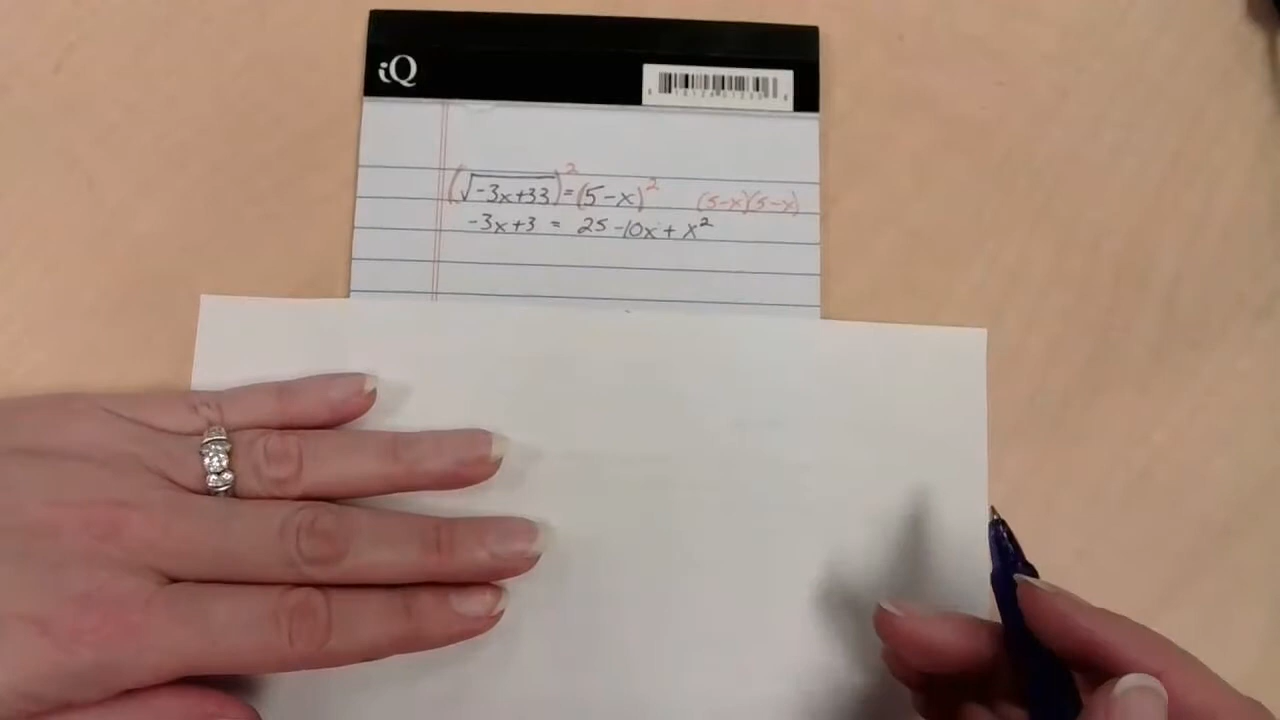 iQ
(√-3x+33)² = (5-x)² (5-x)(5-x)
-3x+3 = 25-10x+x²